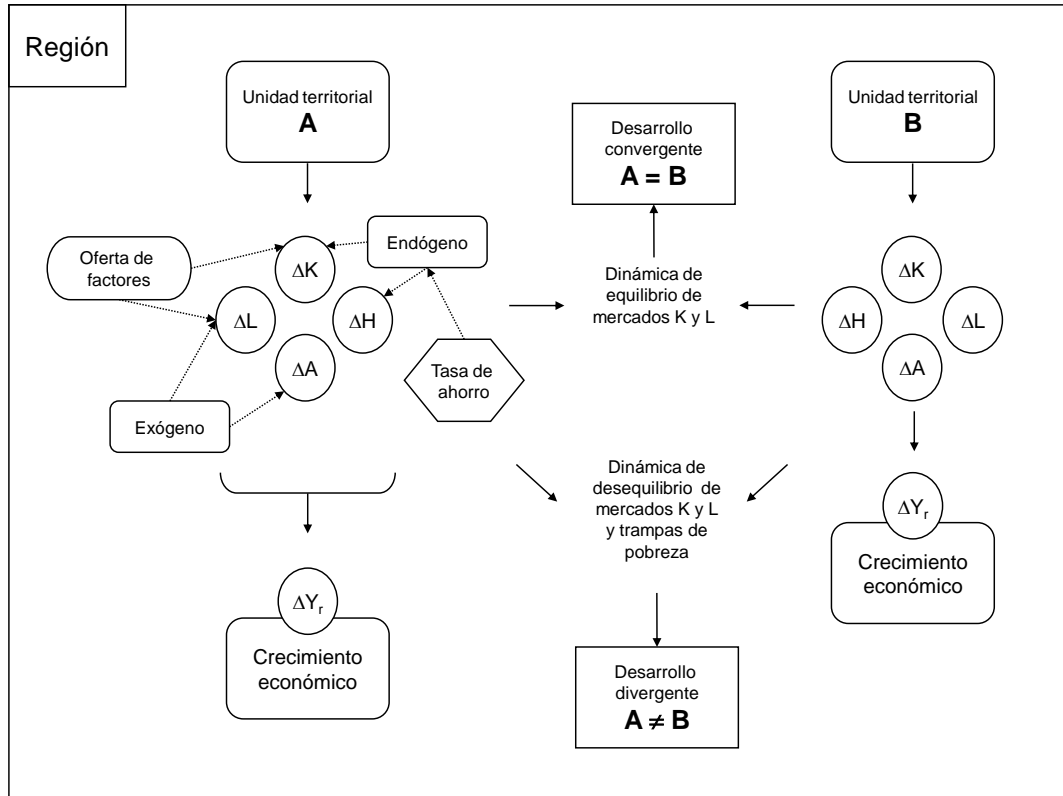 Región
Unidad territorial
A
Unidad territorial
B
Desarrollo
convergente
A = B
Oferta de
factores
Endógeno
ΔK
ΔL
ΔH
ΔA
Exógeno
Tasa de
ahorro
Dinámica de
equilibrio de
mercados K y L
ΔK
ΔH
ΔL
ΔA
Dinámica de
desequilibrio de
mercados K y L
y trampas de
pobreza
ΔYr
Crecimiento
económico
ΔYr
Crecimiento
económico
Desarrollo
divergente
A ≠ B